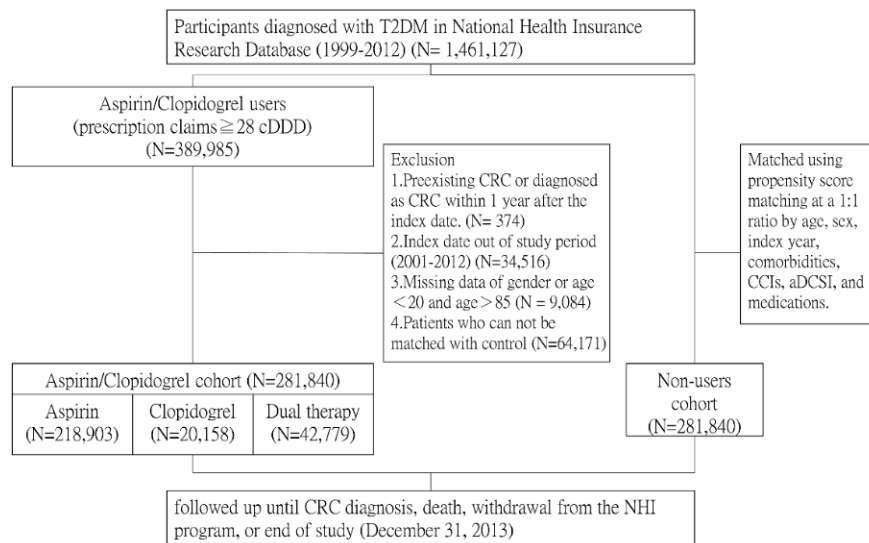 Participants diagnosed with T2DM in National Health Insurance
Research Database (1999-2012) (N= 1,461,127)
Aspirin/Clopidogrel users
(prescription claims≧28 cDDD)
(N=389,985)
Exclusion
1.Preexisting CRC or diagnosed
as CRC within 1 year after the
index date. (N= 374)
2.Index date out of study period
(2001-2012) (N=34,516)
3.Missing data of gender or age
<20 and age>85 (N = 9,084)
4.Patients who can not be
matched with control (N=64,171)
Matched using
propensity score
matching at a 1:1
ratio by age, sex,
index year,
comorbidities,
CCIs, aDCSI, and
medications.
Aspirin/Clopidogrel cohort (N=281,840)
Aspirin
(N=218,903)
Clopidogrel
(N=20,158)
Dual therapy
(N=42,779)
Non-users
cohort
(N=281,840)
followed up until CRC diagnosis, death, withdrawal from the NHI
program, or end of study (December 31, 2013)